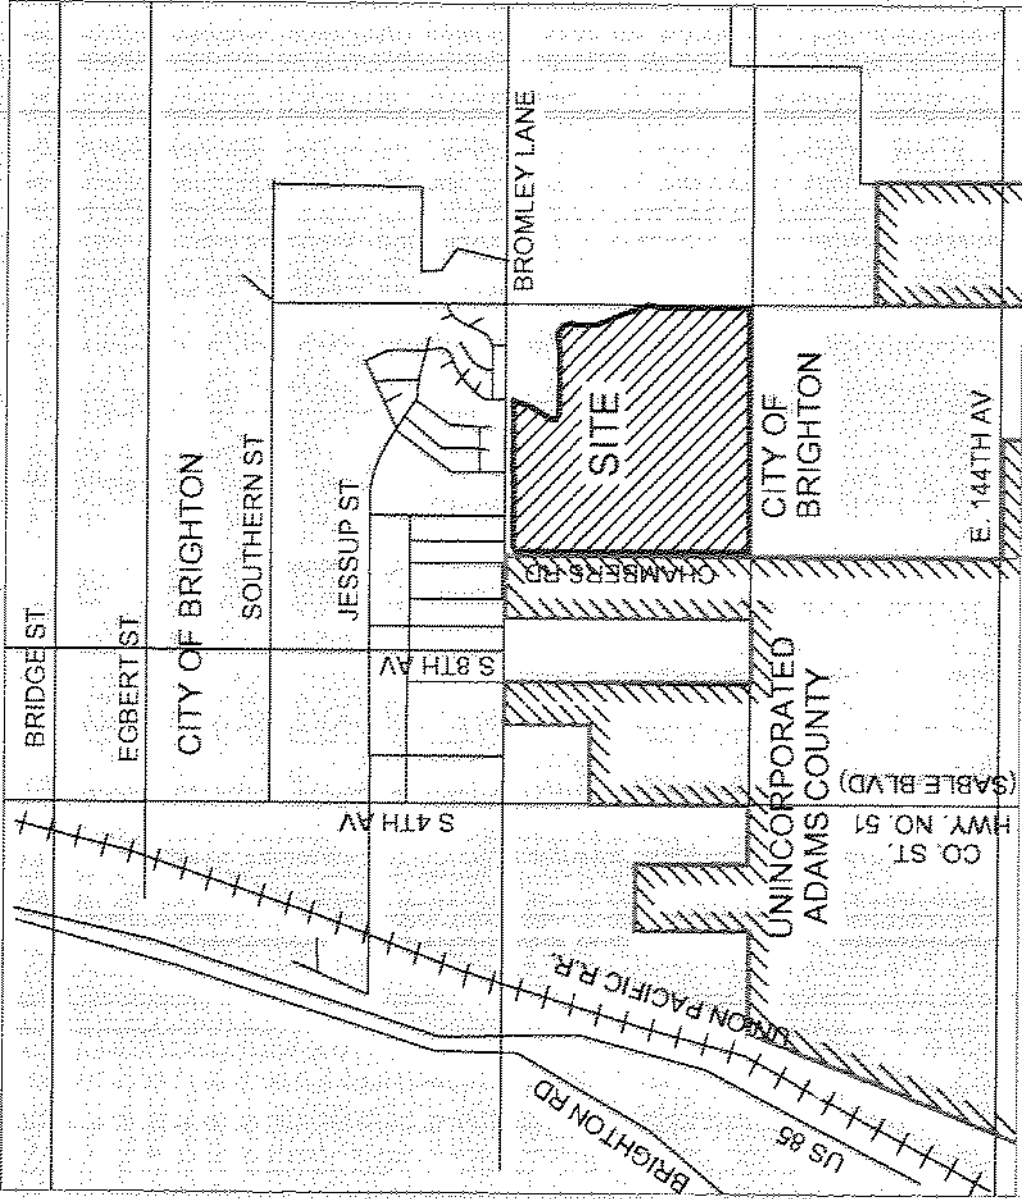 BRIDGE ST
EGBERT ST
CITY OF BRIGHTON
SOUTHERN ST
JESSUP ST
S 8TH AV
S 4TH AV
BROMLEY LANE
SITE
CHAMBERS RD
CITY OF
BRIGHTON
E. 144TH AV
UNINCORPORATED
ADAMS COUNTY
CO. ST.
HWY. NO. 51
(SABLE BLVD)
UNION PACIFIC R.R.
BRIGHTON RD
US 85